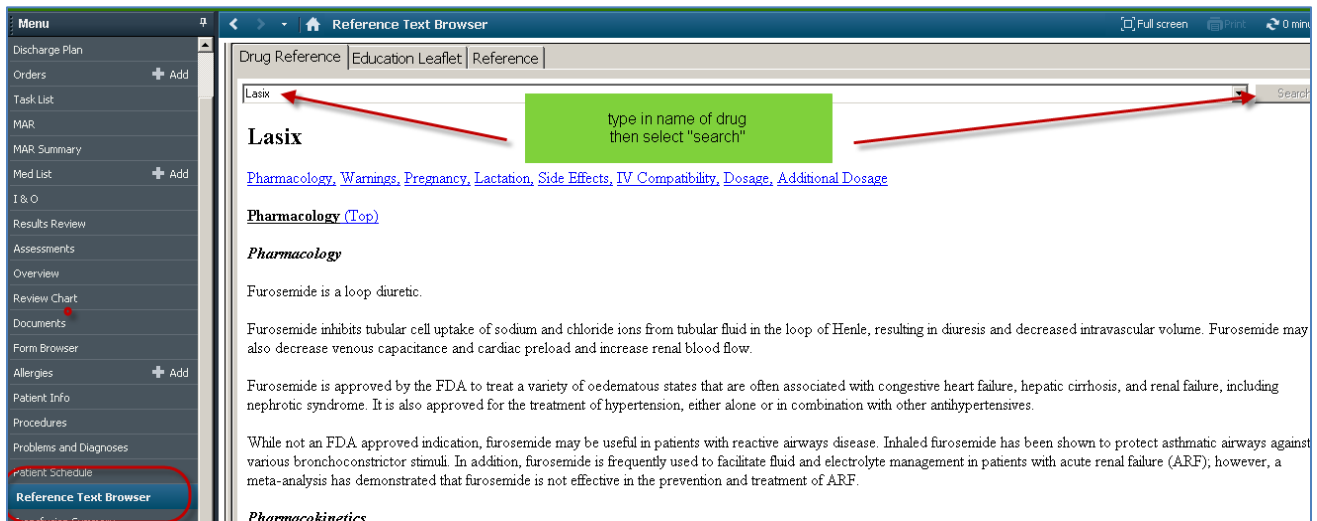 Menu
Reference Text Browser
Full screen
Print
0 minu
Discharge Plan
Orders
Add
Task List
MAR
MAR Summary
Med List
Add
I & O
Results Review
Assessments
Overview
Review Chart
Documents
Form Browser
Allergies
Add
Patient Info
Procedures
Problems and Diagnoses
Patient Schedule
Reference Text Browser
Drug Reference
Education Leaflet
Reference
Lasix
Search
type in name of drug
then select "search"
Lasix
Pharmacology, Warnings, Pregnancy, Lactation, Side Effects, IV Compatibility, Dosage, Additional Dosage
Pharmacology (Top)
Pharmacology
Furosemide is a loop diuretic.
Furosemide inhibits tubular cell uptake of sodium and chloride ions from tubular fluid in the loop of Henle, resulting in diuresis and decreased intravascular volume. Furosemide may
also decrease venous capacitance and cardiac preload and increase renal blood flow.
Furosemide is approved by the FDA to treat a variety of oedematous states that are often associated with congestive heart failure, hepatic cirrhosis, and renal failure, including
nephrotic syndrome. It is also approved for the treatment of hypertension, either alone or in combination with other antihypertensives.
While not an FDA approved indication, furosemide may be useful in patients with reactive airways disease. Inhaled furosemide has been shown to protect asthmatic airways against
various bronchoconstrictor stimuli. In addition, furosemide is frequently used to facilitate fluid and electrolyte management in patients with acute renal failure (ARF); however, a
meta-analysis has demonstrated that furosemide is not effective in the prevention and treatment of ARF.
Pharmacokinetics